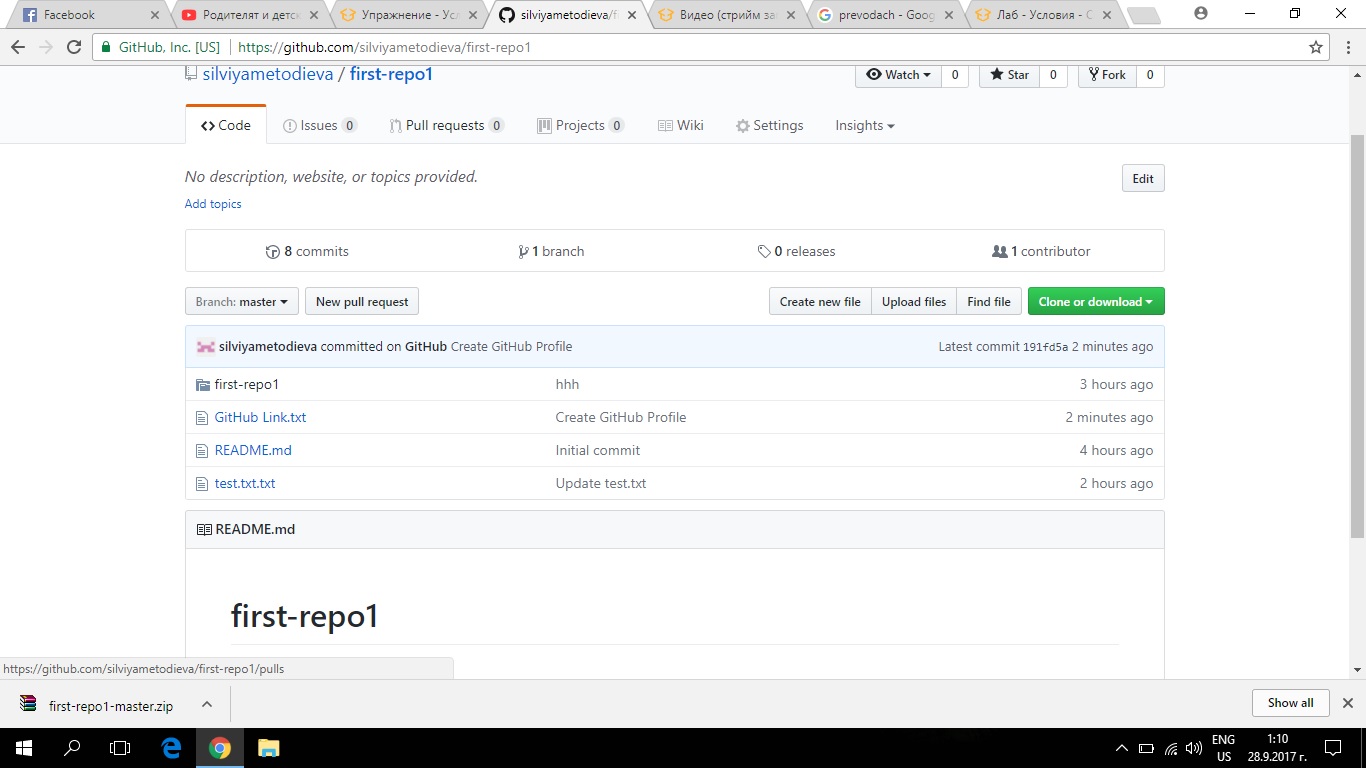 Facebook
Родителят и детск
Упражнение - Усл
silviyametodieva/f
Видео (стрийм за
prevodach - Goog
Лаб - Условия - С
GitHub, Inc. [US] https://github.com/silviyametodieva/first-repo1
silviyametodieva / first-repo1
Watch 0 Star 0 Fork 0
Code Issues 0 Pull requests 0 Projects 0 Wiki Settings Insights
No description, website, or topics provided. Edit
Add topics
8 commits 1 branch 0 releases 1 contributor
Branch: master New pull request Create new file Upload files Find file Clone or download
silviyametodieva committed on GitHub Create GitHub Profile Latest commit 191fd5a 2 minutes ago
first-repo1 hhh 3 hours ago
GitHub Link.txt Create GitHub Profile 2 minutes ago
README.md Initial commit 4 hours ago
test.txt.txt Update test.txt 2 hours ago
README.md
first-repo1
https://github.com/silviyametodieva/first-repo1/pulls
first-repo1-master.zip Show all
ENG 1:10
US 28.9.2017 г.